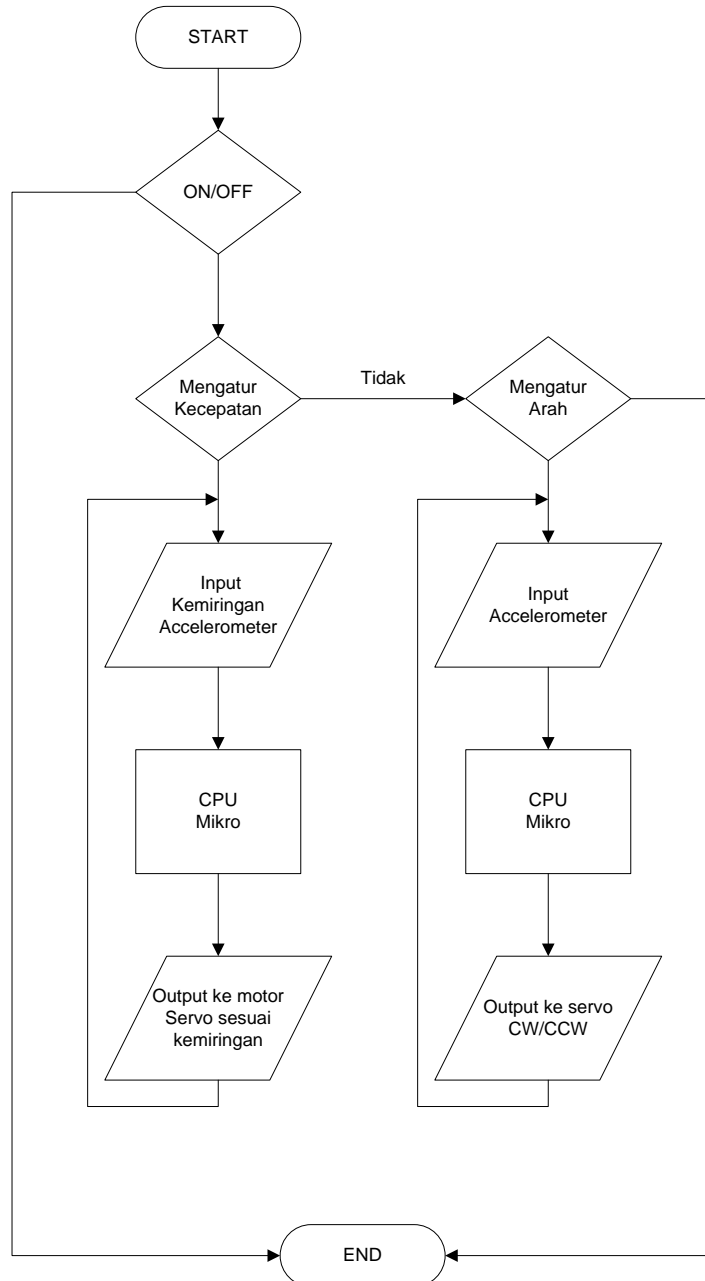 START
ON/OFF
Mengatur
Kecepatan
Tidak
Mengatur
Arah
Input
Kemiringan
Accelerometer
Input
Accelerometer
CPU
Mikro
CPU
Mikro
Output ke motor
Servo sesuai
kemiringan
Output ke servo
CW/CCW
END